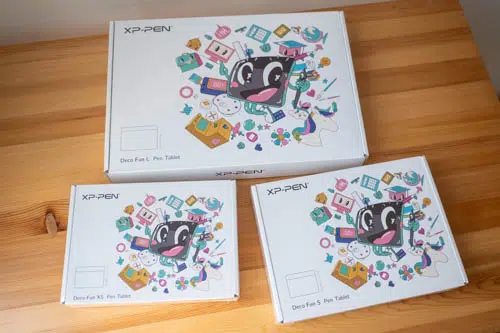 XP-PEN
Deco Fun L Pen Tablet
XP-PEN
XP-PEN
Deco Fun XS Pen Tablet
XP-PEN
Deco Fun S Pen Tablet